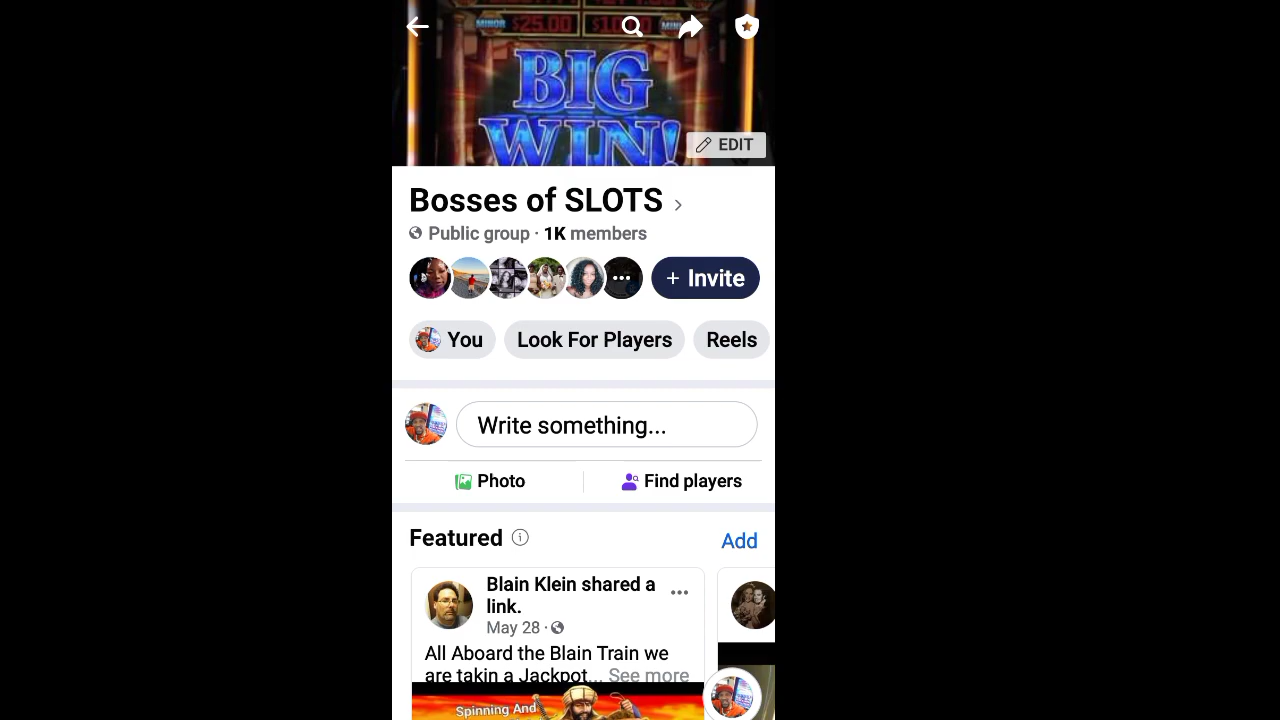 MINOR $25.00
BIG
WIN!
EDIT
Bosses of SLOTS
Public group · 1K members
+ Invite
You
Look For Players
Reels
Write something...
Photo
Find players
Featured
Add
Blain Klein shared a
link.
May 28 ·
All Aboard the Blain Train we
are takin a Jackpot... See more
Spinning And